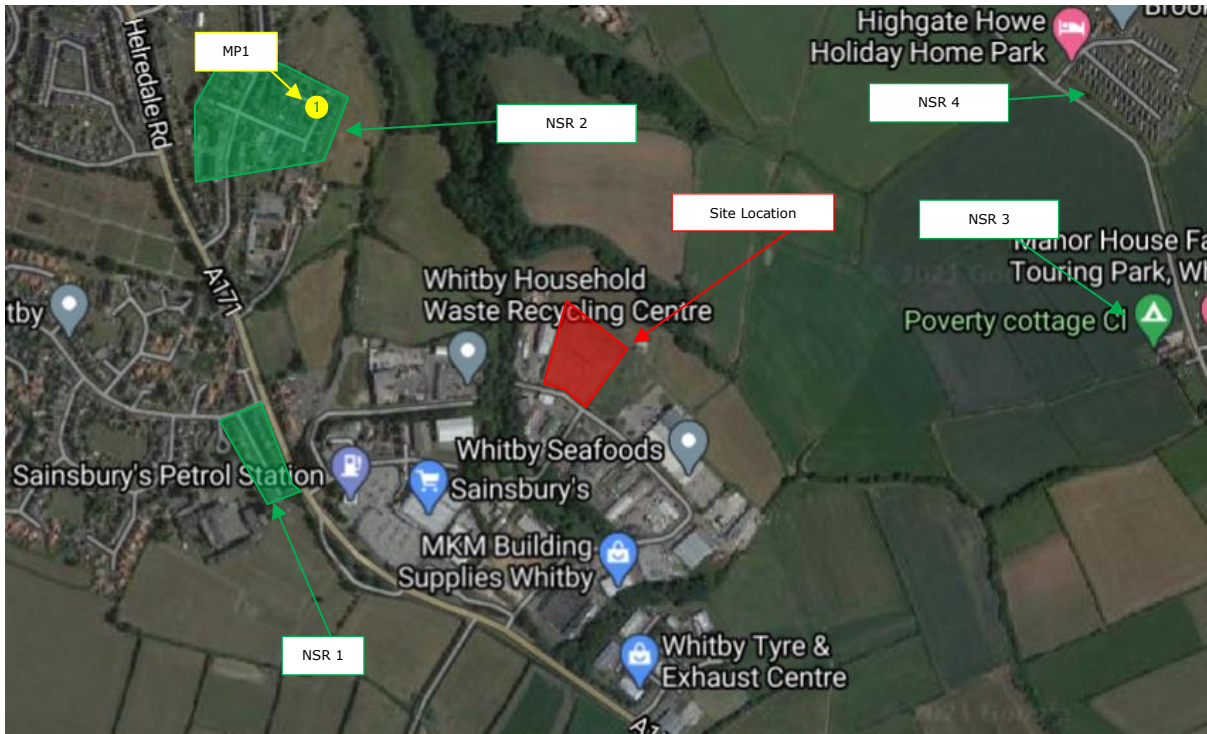 Helredale Rd
MP1
1
NSR 2
Highgate Howe
Holiday Home Park
NSR 4
Site Location
NSR 3
Manor House Fa
Touring Park, Wh
Poverty cottage Cl
A171
tby
Whitby Household
Waste Recycling Centre
Sainsbury's Petrol Station
Whitby Seafoods
Sainsbury's
MKM Building
Supplies Whitby
NSR 1
Whitby Tyre &
Exhaust Centre